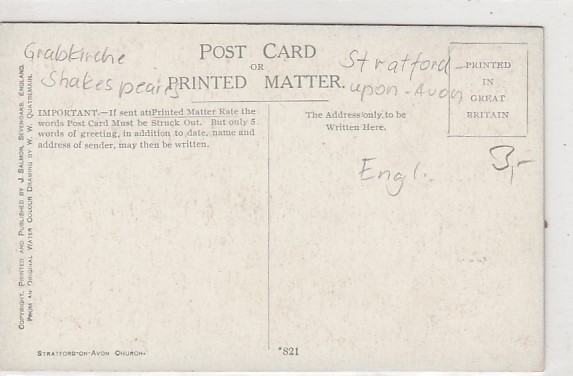 Grabkirche
Shakespeairs
POST CARD
OR
PRINTED MATTER.
Stratford
upon-Avon
PRINTED
IN
GREAT
BRITAIN
IMPORTANT.—If sent at Printed Matter Rate the
words Post Card Must be Struck Out. But only 5
words of greeting, in addition to date, name and
address of sender, may then be written.
The Address only to be
Written Here.
Engl.
3,-
COPYRIGHT. PRINTED AND PUBLISHED BY J. SALMON, SEVENOAKS, ENGLAND.
FROM AN ORIGINAL WATER COLOUR DRAWING BY W. W. QUATREMAIN.
STRATFORD-ON-AVON CHURCH.
*821